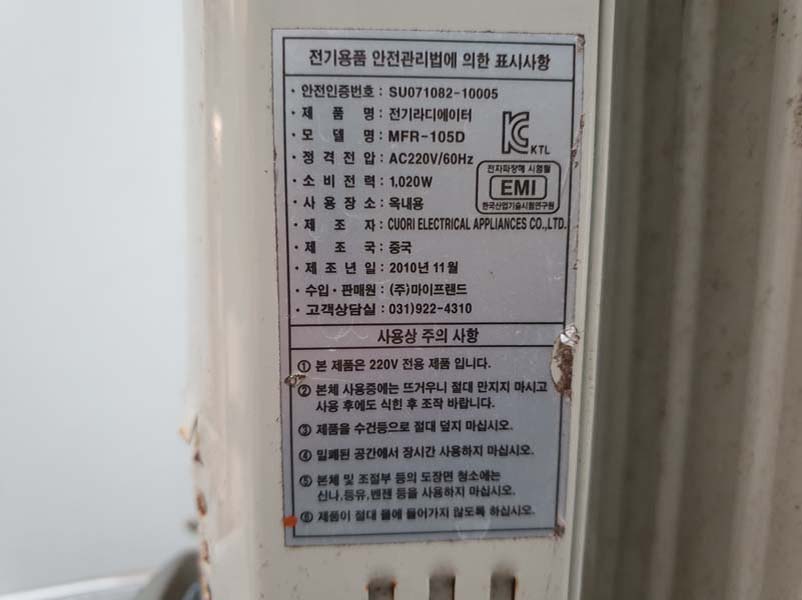 전기용품 안전관리법에 의한 표시사항
· 안전인증번호 : SU071082-10005
· 제 품 명 : 전기라디에이터
· 모 델 명 : MFR-105D
KTL
· 정 격 전 압 : AC220V/60Hz
전자파장해 시험필
EMI
한국산업기술시험연구원
· 소 비 전 력 : 1,020W
· 사 용 장 소 : 옥내용
· 제 조 자 : CUORI ELECTRICAL APPLIANCES CO.,LTD.
· 제 조 국 : 중국
· 제 조 년 일 : 2010년 11월
· 수입 · 판매원 : (주)마이프랜드
· 고객상담실 : 031)922-4310
사용상 주의 사항
① 본 제품은 220V 전용 제품 입니다.
② 본체 사용중에는 뜨거우니 절대 만지지 마시고
사용 후에도 식힌 후 조작 바랍니다.
③ 제품을 수건등으로 절대 덮지 마십시오.
④ 밀폐된 공간에서 장시간 사용하지 마십시오.
⑤ 본체 및 조절부 등의 도장면 청소에는
신나,등유,벤젠 등을 사용하지 마십시오.
⑥ 제품이 절대 물에 들어가지 않도록 하십시오.